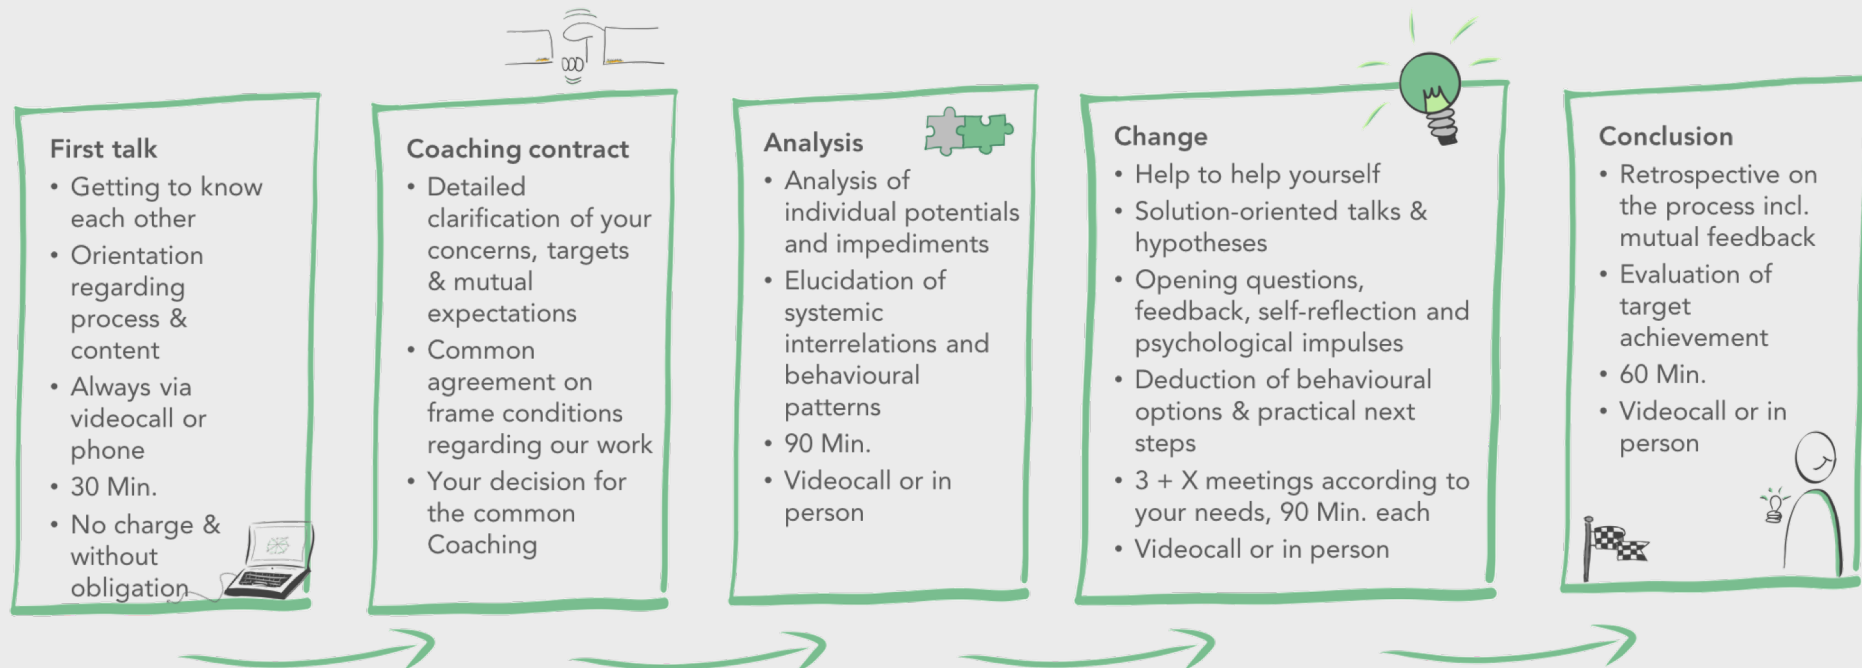 First talk
• Getting to know
each other
• Orientation
regarding
process &
content
• Always via
videocall or
phone
• 30 Min.
• No charge &
without
obligation
Coaching contract
• Detailed
clarification of your
concerns, targets
& mutual
expectations
• Common
agreement on
frame conditions
regarding our work
• Your decision for
the common
Coaching
Analysis
• Analysis of
individual potentials
and impediments
• Elucidation of
systemic
interrelations and
behavioural
patterns
• 90 Min.
• Videocall or in
person
Change
• Help to help yourself
• Solution-oriented talks &
hypotheses
• Opening questions,
feedback, self-reflection and
psychological impulses
• Deduction of behavioural
options & practical next
steps
• 3 + X meetings according to
your needs, 90 Min. each
• Videocall or in person
Conclusion
• Retrospective on
the process incl.
mutual feedback
• Evaluation of
target
achievement
• 60 Min.
• Videocall or in
person